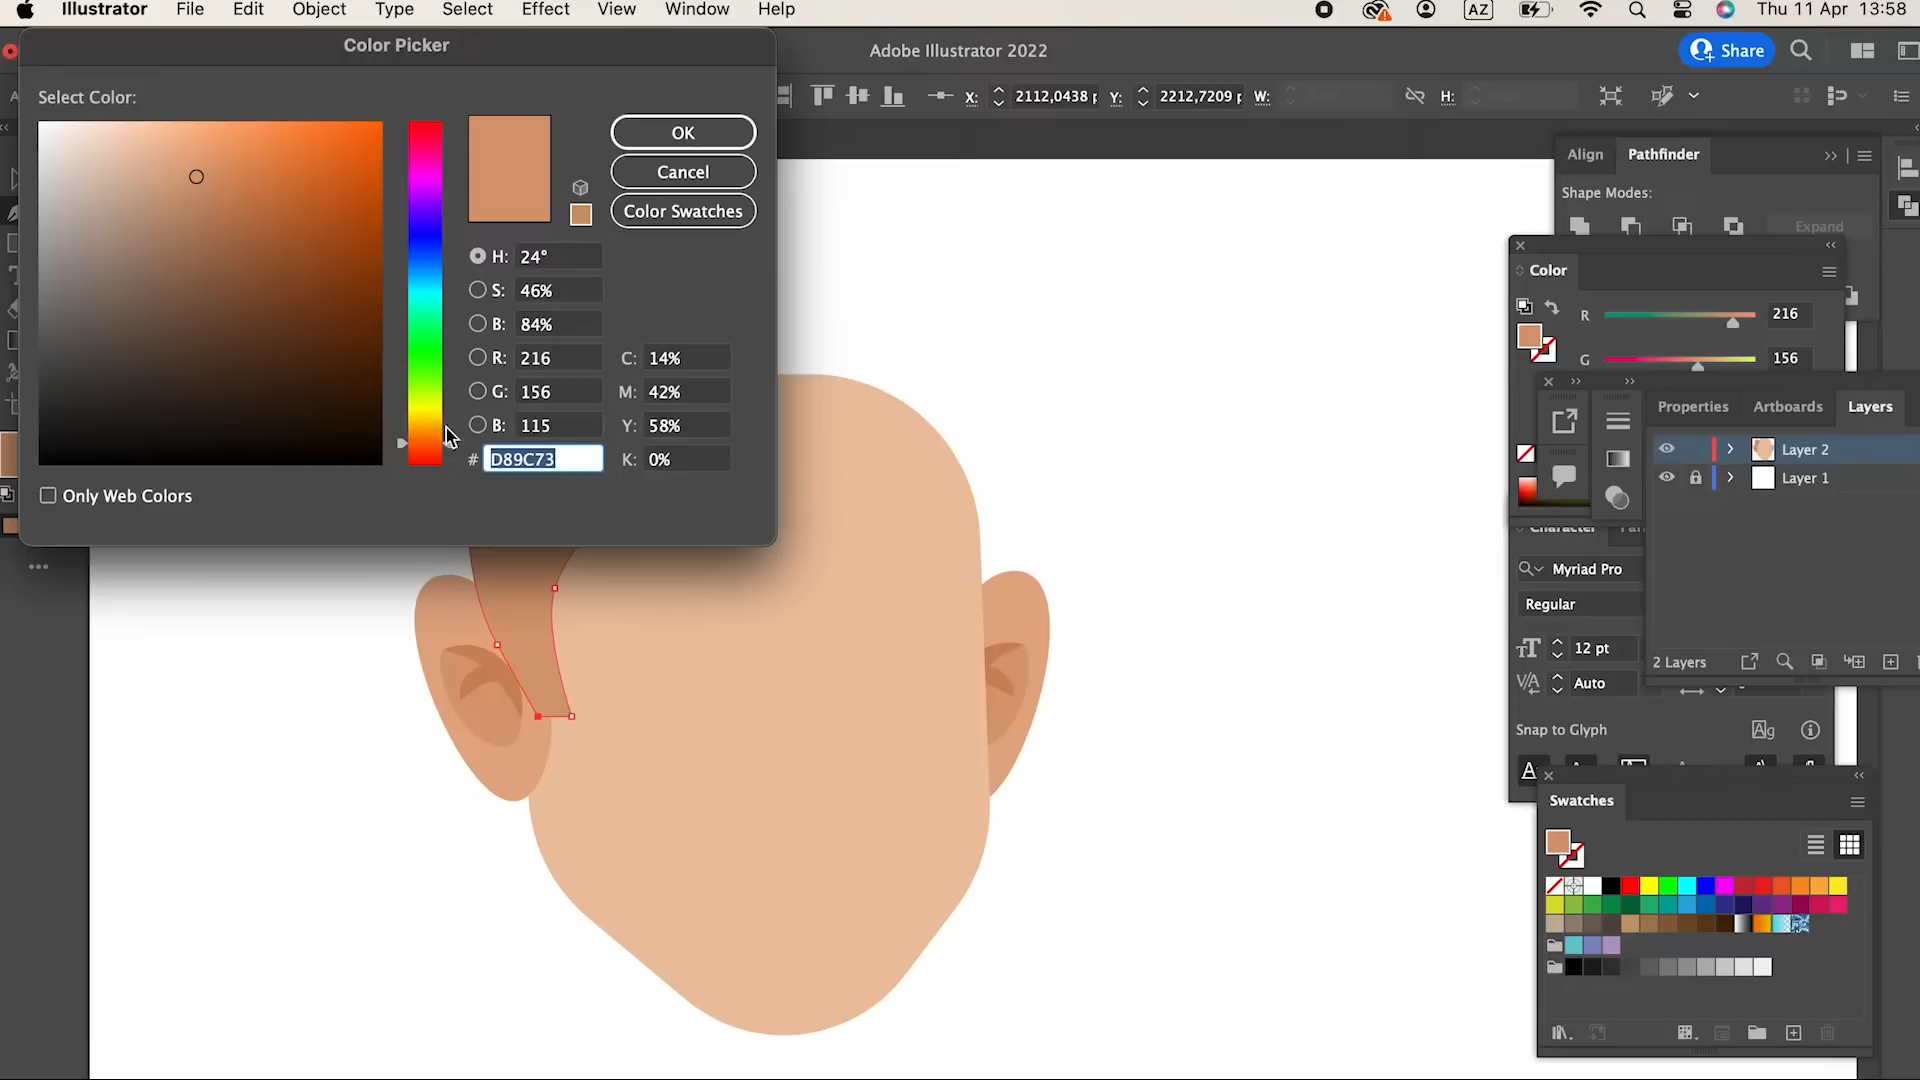 Illustrator File Edit Object Type Select Effect View Window Help AZ Thu 11 Apr 13:58
Color Picker
Adobe Illustrator 2022
Share
Select Color:
X: 2112,0438 Y: 2212,7209 W: H:
OK
Cancel
Color Swatches
H: 24°
S: 46%
B: 84%
R: 216 C: 14%
G: 156 M: 42%
B: 115 Y: 58%
# D89C73 K: 0%
Only Web Colors
Align Pathfinder
Shape Modes:
Expand
Color
R 216
G 156
Properties Artboards Layers
Layer 2
Layer 1
2 Layers
Character
Myriad Pro
Regular
12 pt
Auto
Snap to Glyph
Swatches